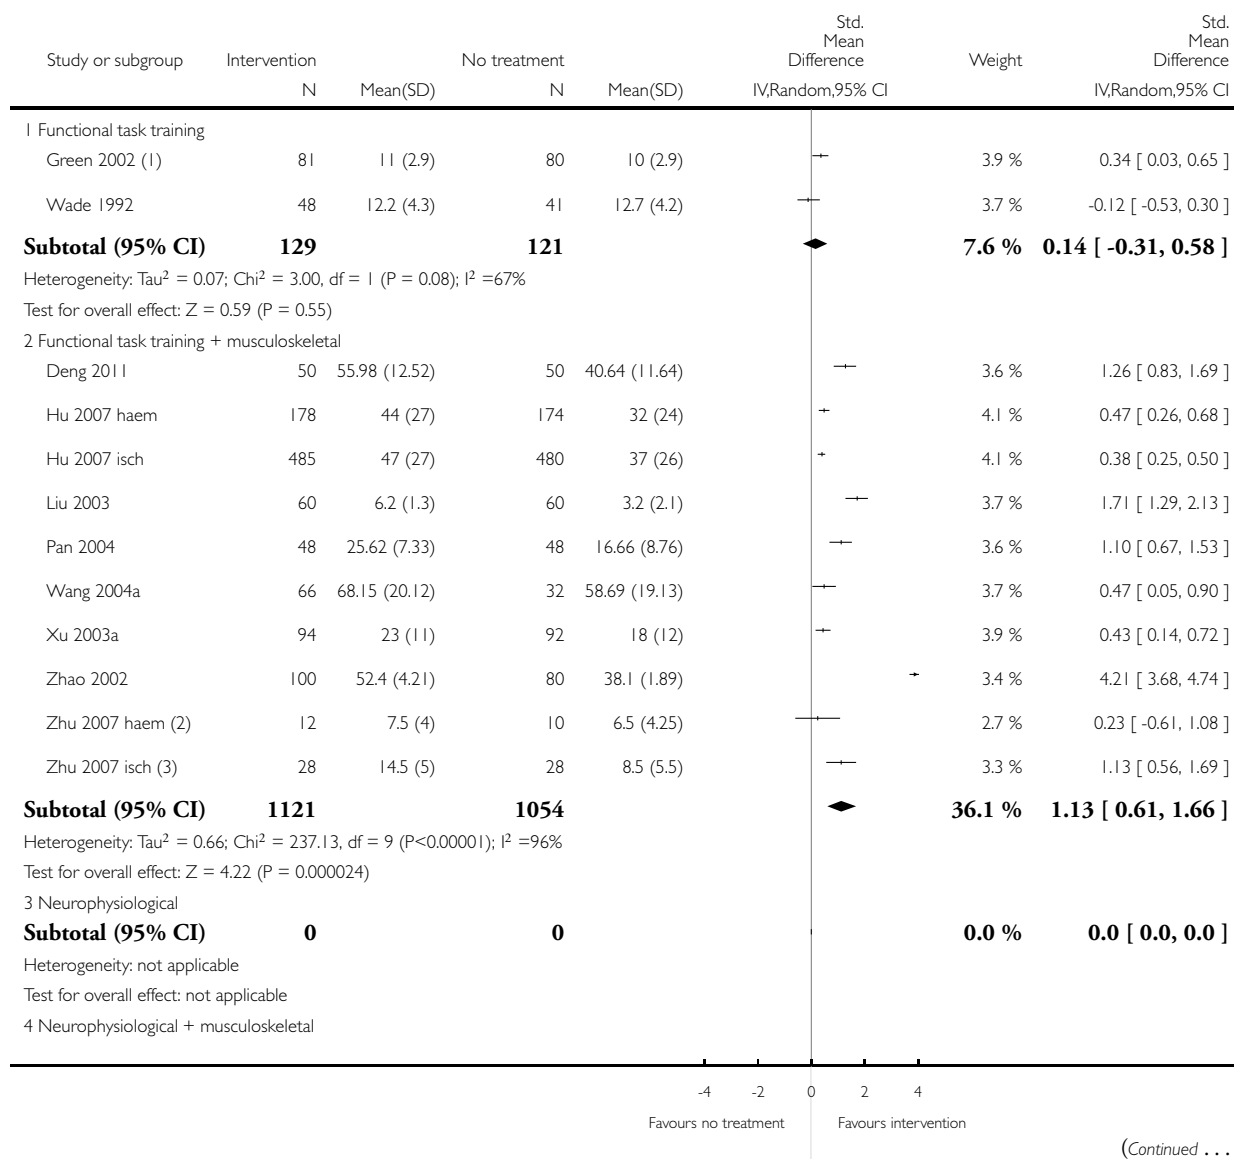 Std.
Mean
Difference
Std.
Mean
Difference
Study or subgroup Intervention No treatment Weight
N Mean(SD) N Mean(SD) IV,Random,95% CI IV,Random,95% CI
1 Functional task training
Green 2002 (1) 81 11 (2.9) 80 10 (2.9) 3.9 % 0.34 [ 0.03, 0.65 ]
Wade 1992 48 12.2 (4.3) 41 12.7 (4.2) 3.7 % -0.12 [ -0.53, 0.30 ]
Subtotal (95% CI) 129 121 7.6 % 0.14 [ -0.31, 0.58 ]
Heterogeneity: Tau² = 0.07; Chi² = 3.00, df = 1 (P = 0.08); I² =67%
Test for overall effect: Z = 0.59 (P = 0.55)
2 Functional task training + musculoskeletal
Deng 2011 50 55.98 (12.52) 50 40.64 (11.64) 3.6 % 1.26 [ 0.83, 1.69 ]
Hu 2007 haem 178 44 (27) 174 32 (24) 4.1 % 0.47 [ 0.26, 0.68 ]
Hu 2007 isch 485 47 (27) 480 37 (26) 4.1 % 0.38 [ 0.25, 0.50 ]
Liu 2003 60 6.2 (1.3) 60 3.2 (2.1) 3.7 % 1.71 [ 1.29, 2.13 ]
Pan 2004 48 25.62 (7.33) 48 16.66 (8.76) 3.6 % 1.10 [ 0.67, 1.53 ]
Wang 2004a 66 68.15 (20.12) 32 58.69 (19.13) 3.7 % 0.47 [ 0.05, 0.90 ]
Xu 2003a 94 23 (11) 92 18 (12) 3.9 % 0.43 [ 0.14, 0.72 ]
Zhao 2002 100 52.4 (4.21) 80 38.1 (1.89) 3.4 % 4.21 [ 3.68, 4.74 ]
Zhu 2007 haem (2) 12 7.5 (4) 10 6.5 (4.25) 2.7 % 0.23 [ -0.61, 1.08 ]
Zhu 2007 isch (3) 28 14.5 (5) 28 8.5 (5.5) 3.3 % 1.13 [ 0.56, 1.69 ]
Subtotal (95% CI) 1121 1054 36.1 % 1.13 [ 0.61, 1.66 ]
Heterogeneity: Tau² = 0.66; Chi² = 237.13, df = 9 (P<0.00001); I² =96%
Test for overall effect: Z = 4.22 (P = 0.000024)
3 Neurophysiological
Subtotal (95% CI) 0 0 0.0 % 0.0 [ 0.0, 0.0 ]
Heterogeneity: not applicable
Test for overall effect: not applicable
4 Neurophysiological + musculoskeletal
-4 -2 0 2 4
Favours no treatment Favours intervention
(Continued . . .